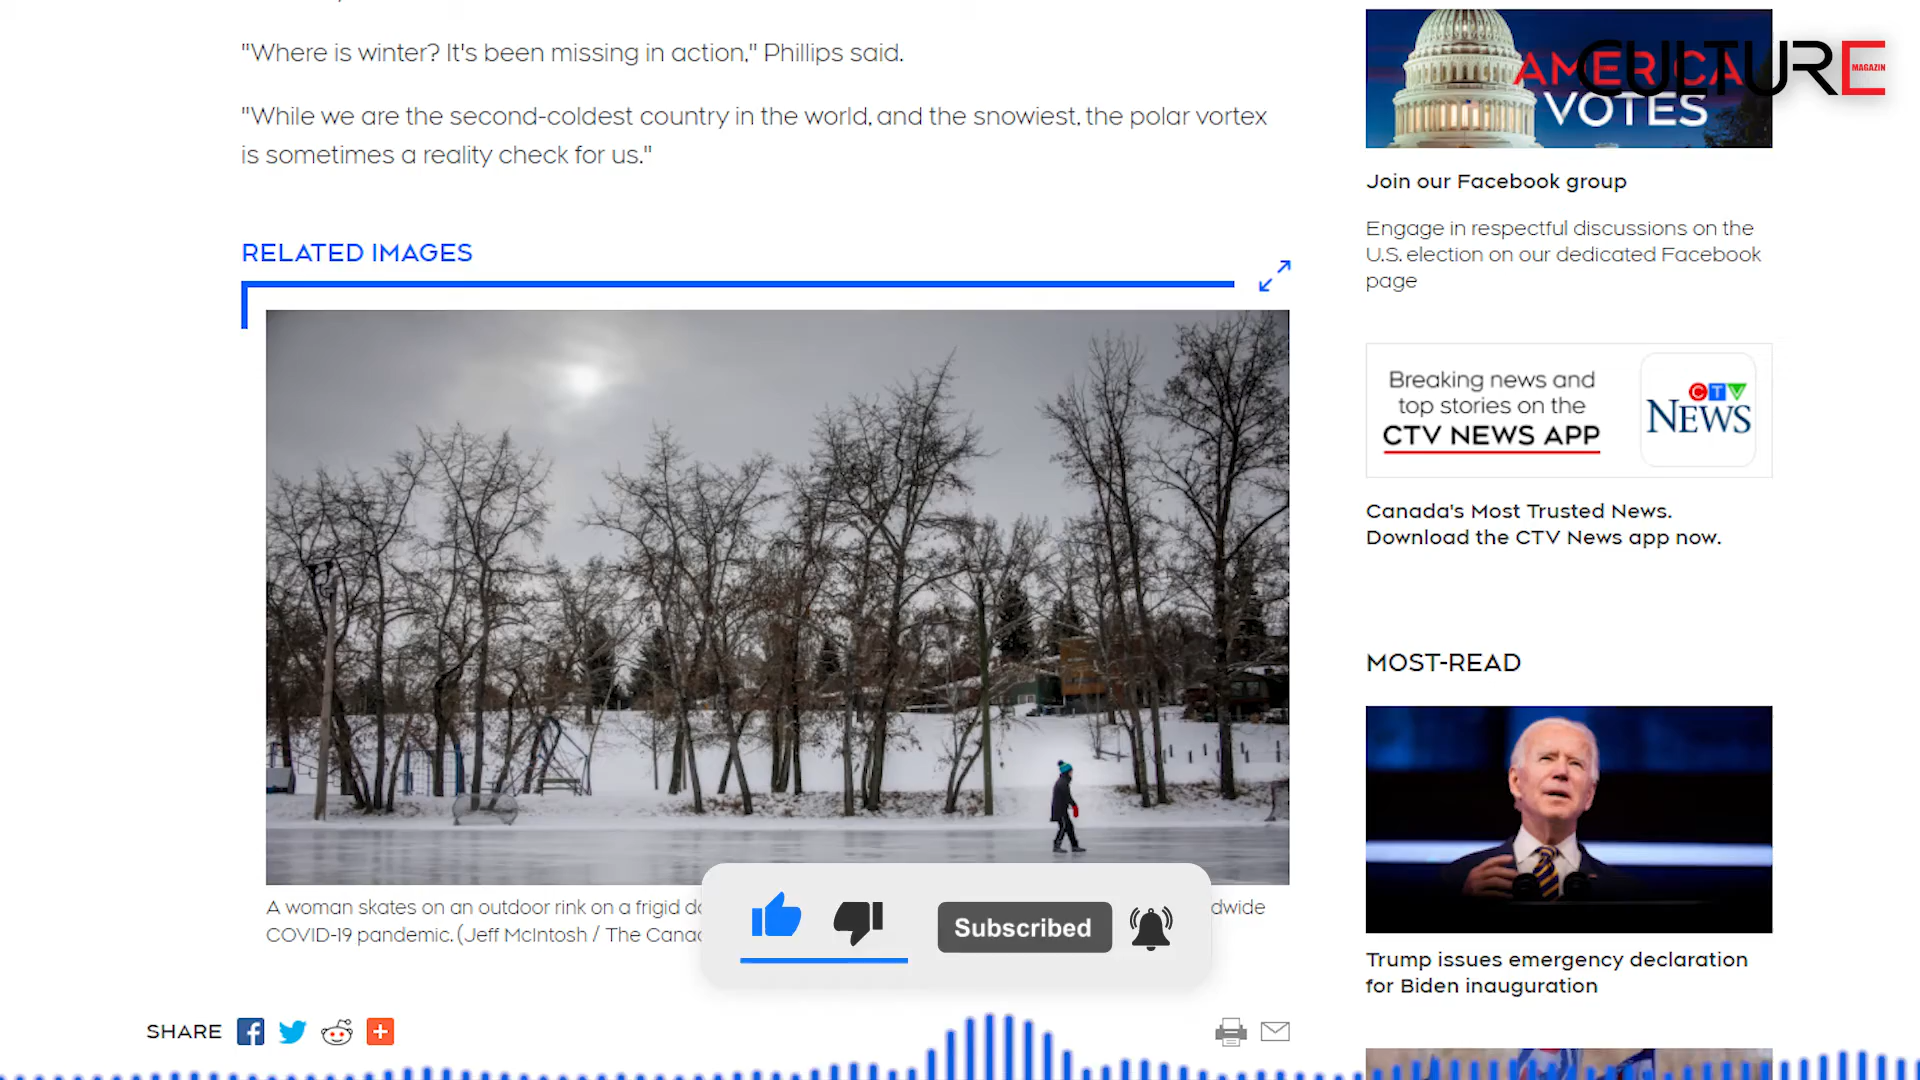 "Where is winter? It's been missing in action," Phillips said.
"While we are the second-coldest country in the world, and the snowiest, the polar vortex
is sometimes a reality check for us."
RELATED IMAGES
A woman skates on an outdoor rink on a frigid
dwide
COVID-19 pandemic. (Jeff McIntosh / The
Subscribed
SHARE
AMERICA
VOTES
CULTURE
MAGAZIN
Join our Facebook group
Engage in respectful discussions on the
U.S. election on our dedicated Facebook
page
Breaking news and
top stories on the
CTV NEWS APP
CTV
NEWS
Canada's Most Trusted News.
Download the CTV News app now.
MOST-READ
Trump issues emergency declaration
for Biden inauguration